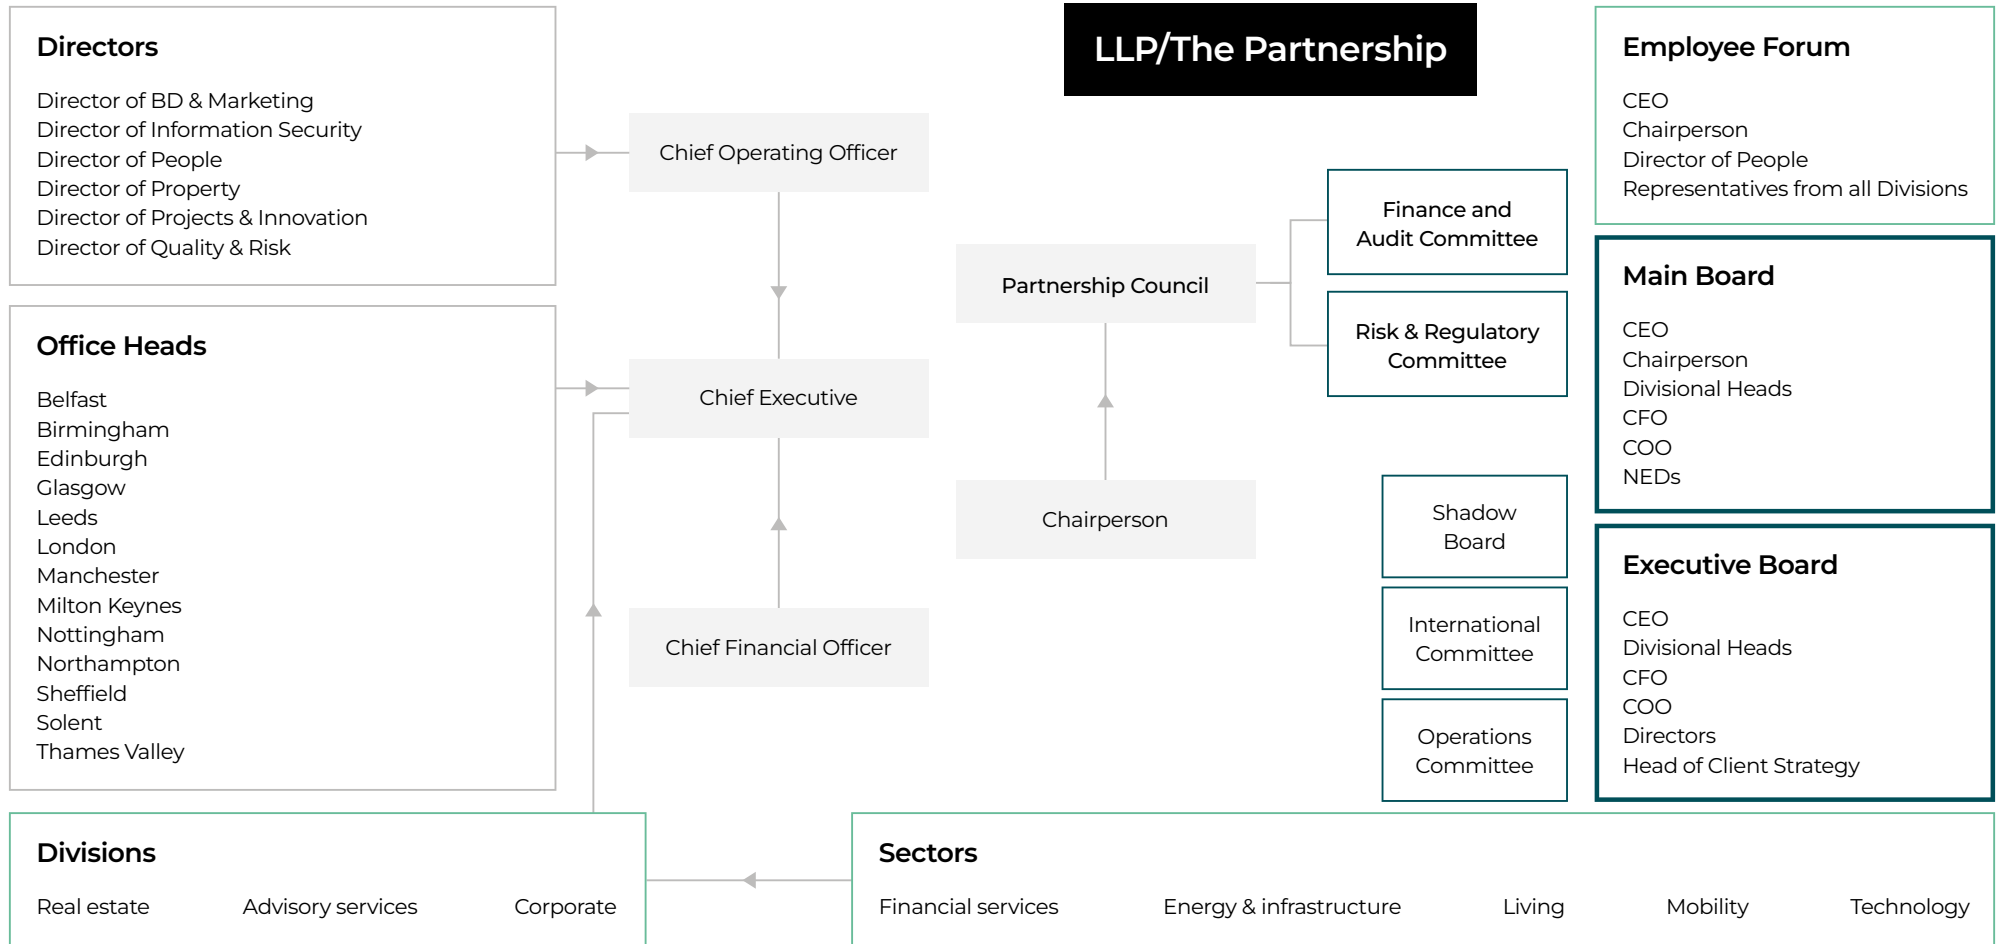 Directors
Director of BD & Marketing
Director of Information Security
Director of People
Director of Property
Director of Projects & Innovation
Director of Quality & Risk
Office Heads
Belfast
Birmingham
Edinburgh
Glasgow
Leeds
London
Manchester
Milton Keynes
Nottingham
Northampton
Sheffield
Solent
Thames Valley
Chief Operating Officer
Chief Executive
Chief Financial Officer
LLP/The Partnership
Partnership Council
Chairperson
Finance and
Audit Committee
Risk & Regulatory
Committee
Shadow
Board
International
Committee
Operations
Committee
Employee Forum
CEO
Chairperson
Director of People
Representatives from all Divisions
Main Board
CEO
Chairperson
Divisional Heads
CFO
COO
NEDs
Executive Board
CEO
Divisional Heads
CFO
COO
Directors
Head of Client Strategy
Divisions
Real estate
Advisory services
Corporate
Sectors
Financial services
Energy & infrastructure
Living
Mobility
Technology